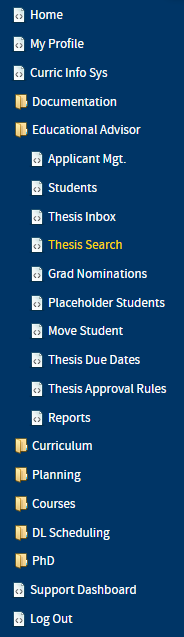 Home
My Profile
Curric Info Sys
Documentation
Educational Advisor
Applicant Mgt.
Students
Thesis Inbox
Thesis Search
Grad Nominations
Placeholder Students
Move Student
Thesis Due Dates
Thesis Approval Rules
Reports
Curriculum
Planning
Courses
DL Scheduling
PhD
Support Dashboard
Log Out